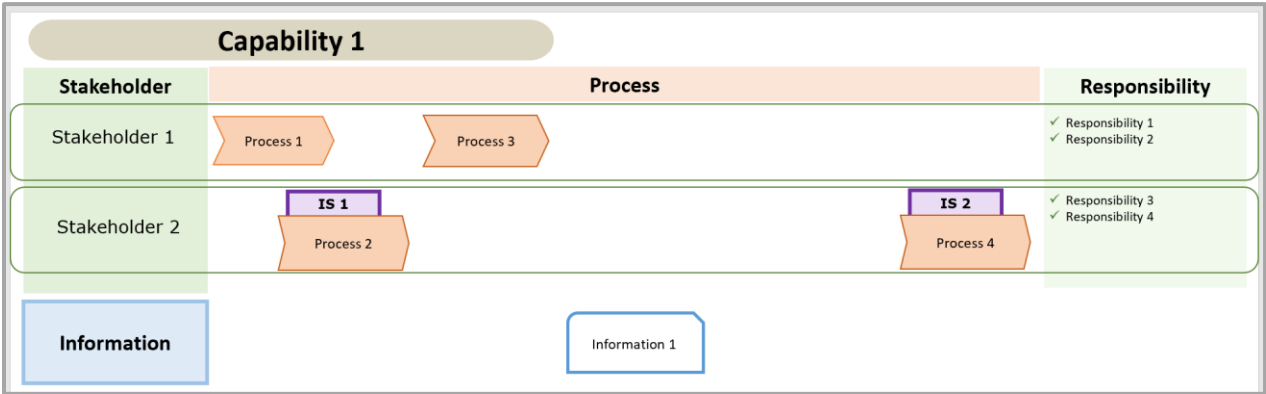 Capability 1
Stakeholder
Process
Responsibility
Stakeholder 1
Process 1
Process 3
Responsibility 1
Responsibility 2
Stakeholder 2
IS 1
Process 2
IS 2
Process 4
Responsibility 3
Responsibility 4
Information
Information 1